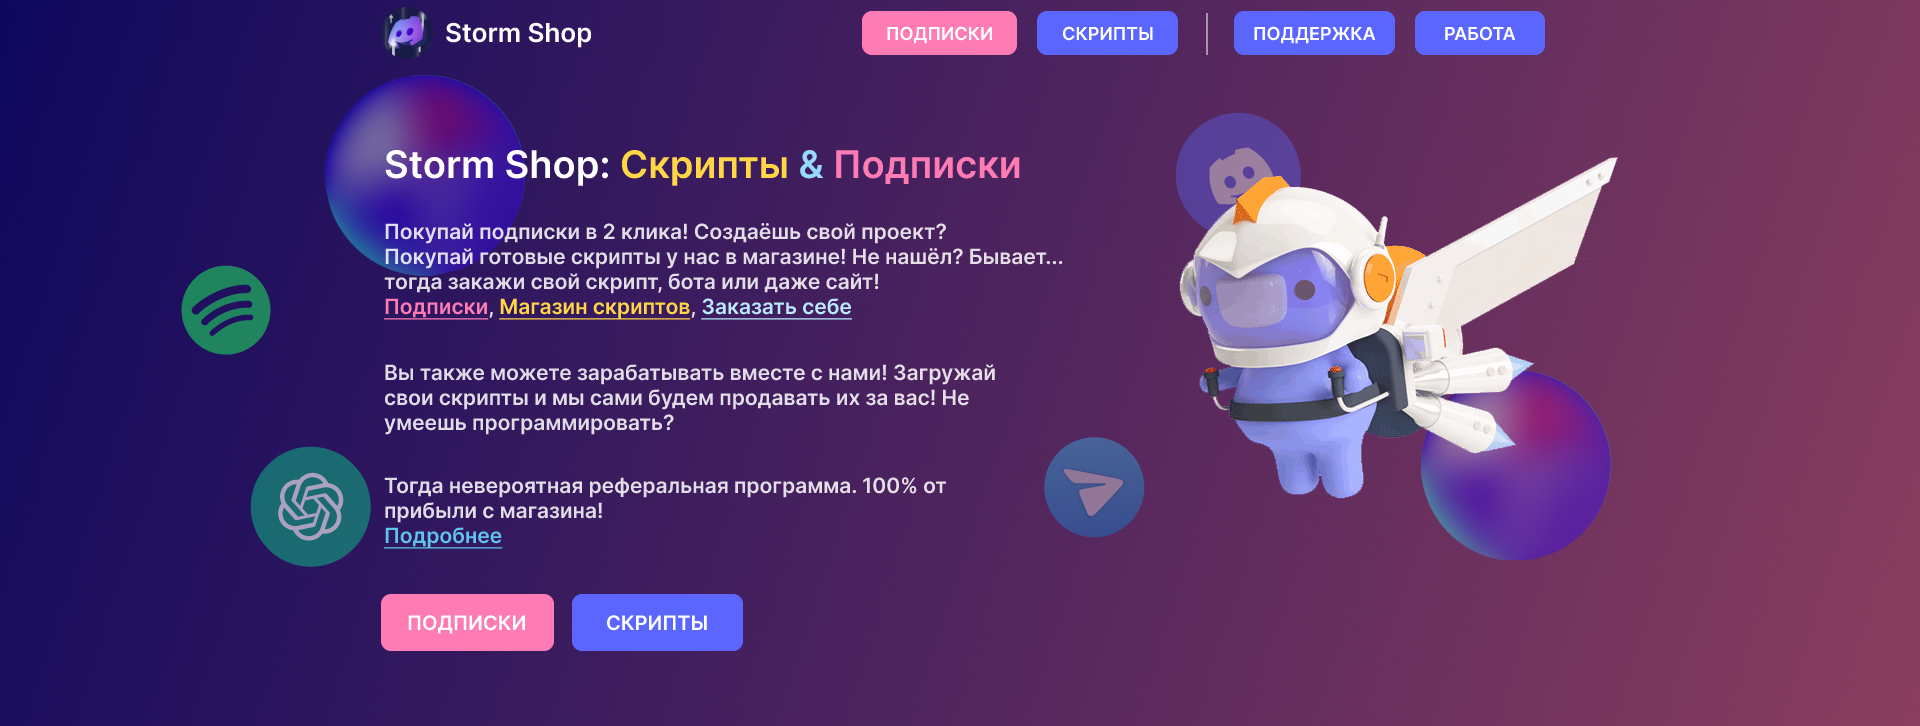 Storm Shop
ПОДПИСКИ
СКРИПТЫ
ПОДДЕРЖКА
РАБОТА
Storm Shop: Скрипты & Подписки
Покупай подписки в 2 клика! Создаёшь свой проект?
Покупай готовые скрипты у нас в магазине! Не нашёл? Бывает...
тогда закажи свой скрипт, бота или даже сайт!
Подписки, Магазин скриптов, Заказать себе
Вы также можете зарабатывать вместе с нами! Загружай
свои скрипты и мы сами будем продавать их за вас! Не
умеешь программировать?
Тогда невероятная реферальная программа. 100% от
прибыли с магазина!
Подробнее
ПОДПИСКИ
СКРИПТЫ